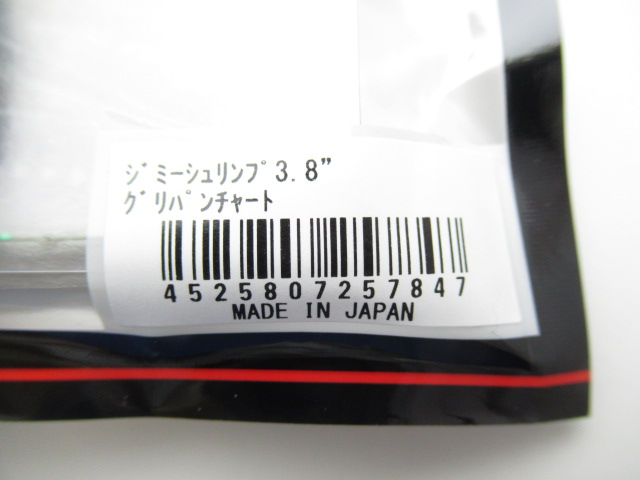 ｼﾞﾐｰｼｭﾘﾝﾌﾟ3.8”
ｸﾞﾘﾊﾟﾝﾁｬｰﾄ
4525807257847
MADE IN JAPAN